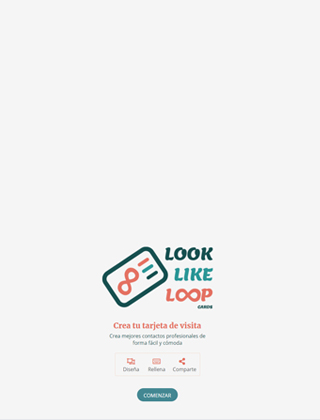 LOOK
LIKE
LOOP
CARDS
Crea tu tarjeta de visita
Crea mejores contactos profesionales de
forma fácil y cómoda
Diseña Rellena Comparte
COMENZAR